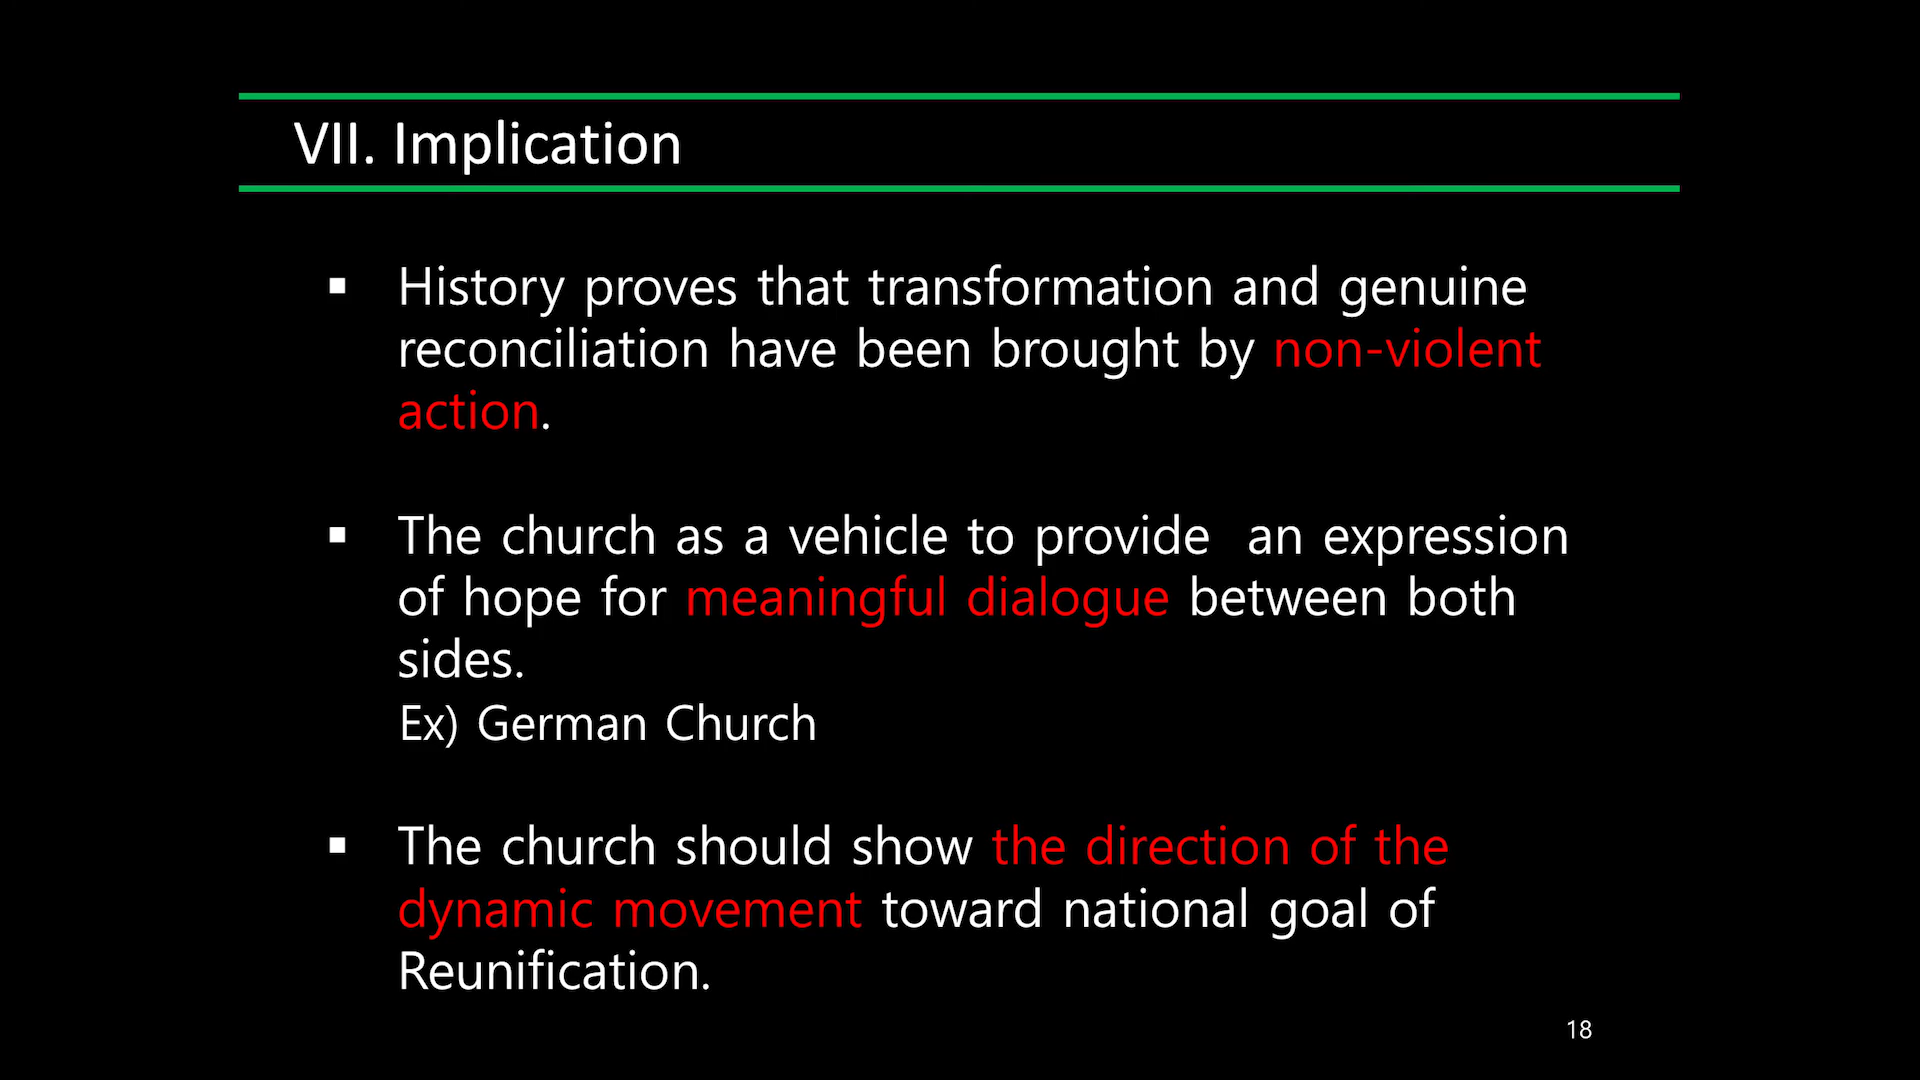 VII. Implication
▪ History proves that transformation and genuine
reconciliation have been brought by non-violent
action.
▪ The church as a vehicle to provide  an expression
of hope for meaningful dialogue between both
sides.
Ex) German Church
▪ The church should show the direction of the
dynamic movement toward national goal of
Reunification.
18